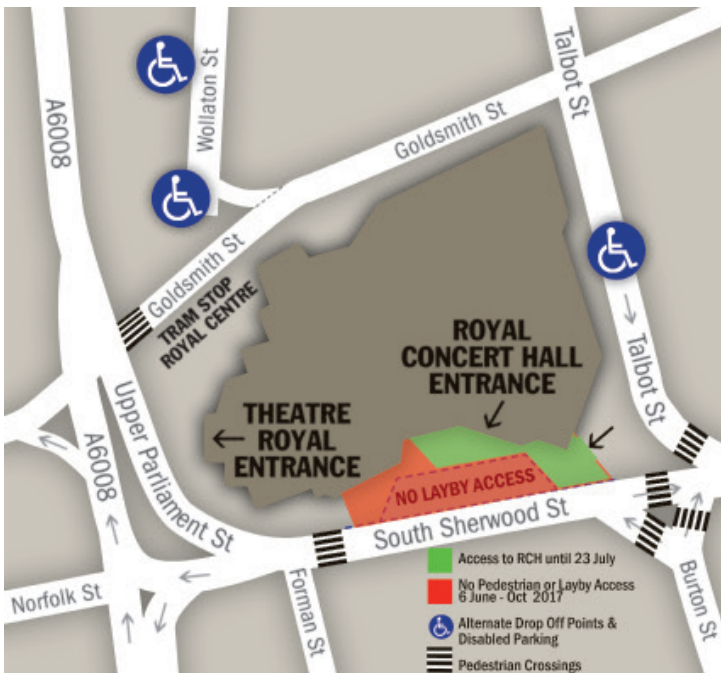 Talbot St
Wollaton St
A6008
Goldsmith St
Goldsmith St
TRAM STOP
ROYAL CENTRE
ROYAL
CONCERT HALL
ENTRANCE
Talbot St
THEATRE
ROYAL
ENTRANCE
Upper Parliament St
A6008
NO LAYBY ACCESS
South Sherwood St
Norfolk St
Forman St
Burton St
Access to RCH until 23 July
No Pedestrian or Layby Access
6 June - Oct 2017
Alternate Drop Off Points &
Disabled Parking
Pedestrian Crossings